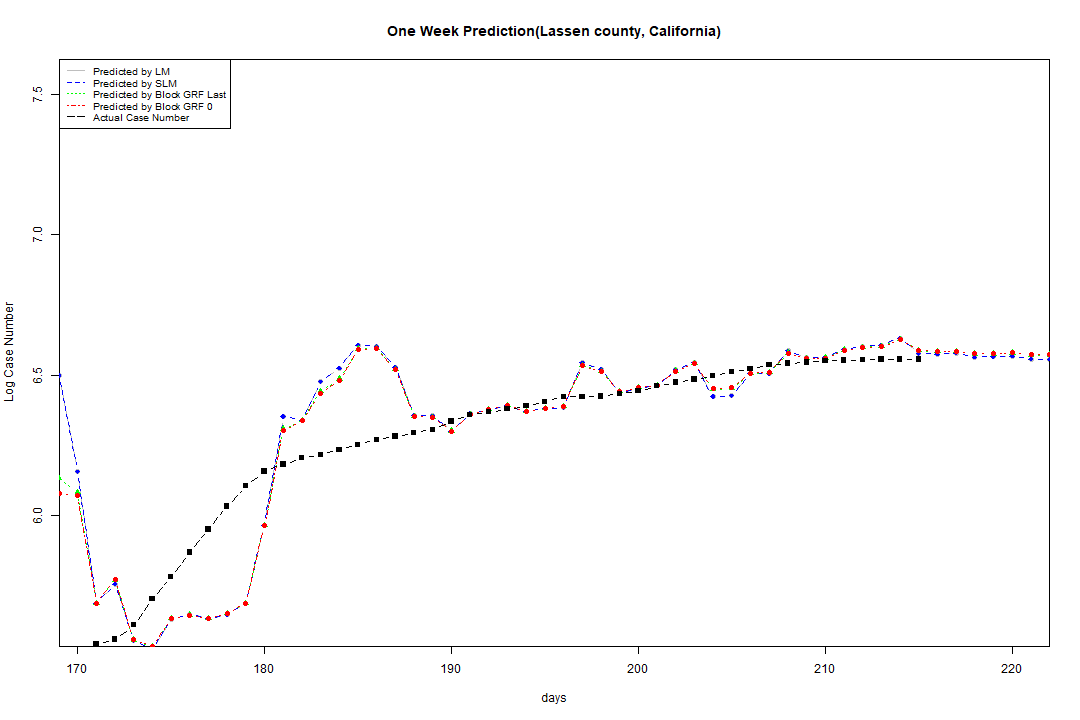 One Week Prediction(Lassen county, California)
Predicted by LM
Predicted by SLM
Predicted by Block GRF Last
Predicted by Block GRF 0
Actual Case Number
7.5
7.0
6.5
6.0
Log Case Number
170 180 190 200 210 220
days